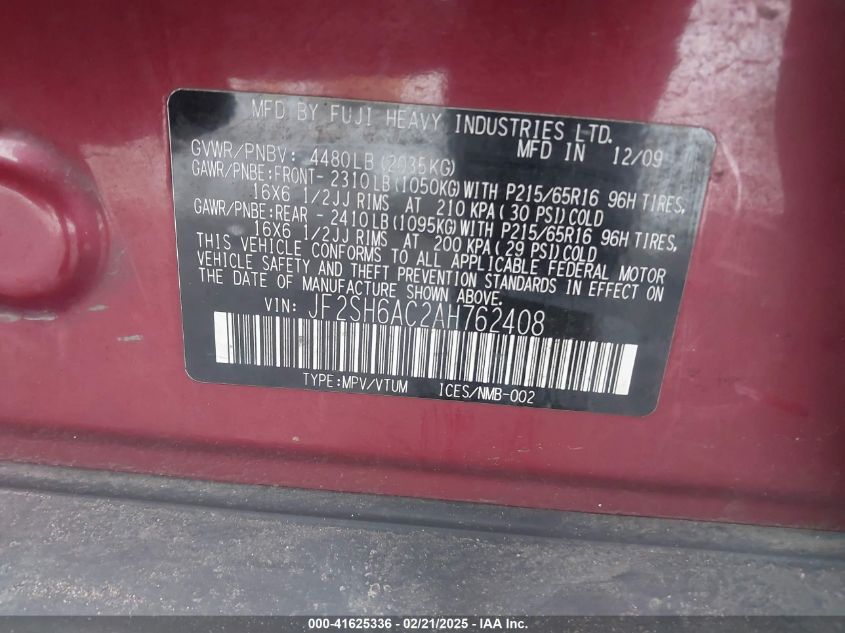 MFD BY FUJI HEAVY INDUSTRIES LTD.
MFD IN 12/09
GVWR/PNBV: 4480LB (2035KG)
GAWR/PNBE:FRONT- 2310LB(1050KG)WITH P215/65R16 96H TIRES,
16X6 1/2JJ RIMS AT 210 KPA( 30 PSI)COLD
GAWR/PNBE:REAR - 2410LB(1095KG)WITH P215/65R16 96H TIRES,
16X6 1/2JJ RIMS AT 200 KPA( 29 PSI)COLD
THIS VEHICLE CONFORMS TO ALL APPLICABLE FEDERAL MOTOR
VEHICLE SAFETY AND THEFT PREVENTION STANDARDS IN EFFECT ON
THE DATE OF MANUFACTURE SHOWN ABOVE.
VIN: JF2SH6AC2AH762408
TYPE:MPV/VTUM ICES/NMB-002
000-41625336 - 02/21/2025 - © IAA, Inc.